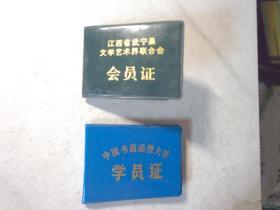 江西省武宁县
文学艺术界联合会
会员证
中国书画函授大学
学员证